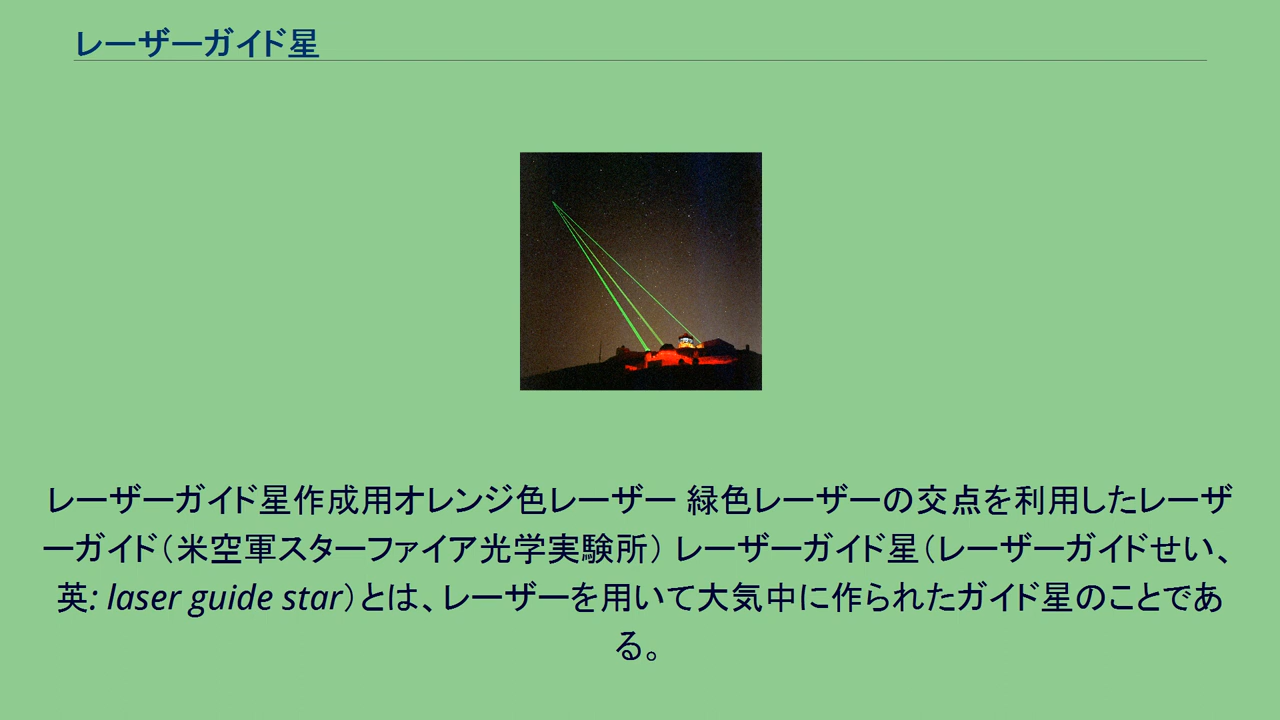 レーザーガイド星
レーザーガイド星作成用オレンジ色レーザー 緑色レーザーの交点を利用したレーザ
ーガイド（米空軍スターファイア光学実験所） レーザーガイド星（レーザーガイドせい、
英: laser guide star）とは、レーザーを用いて大気中に作られたガイド星のことであ
る。